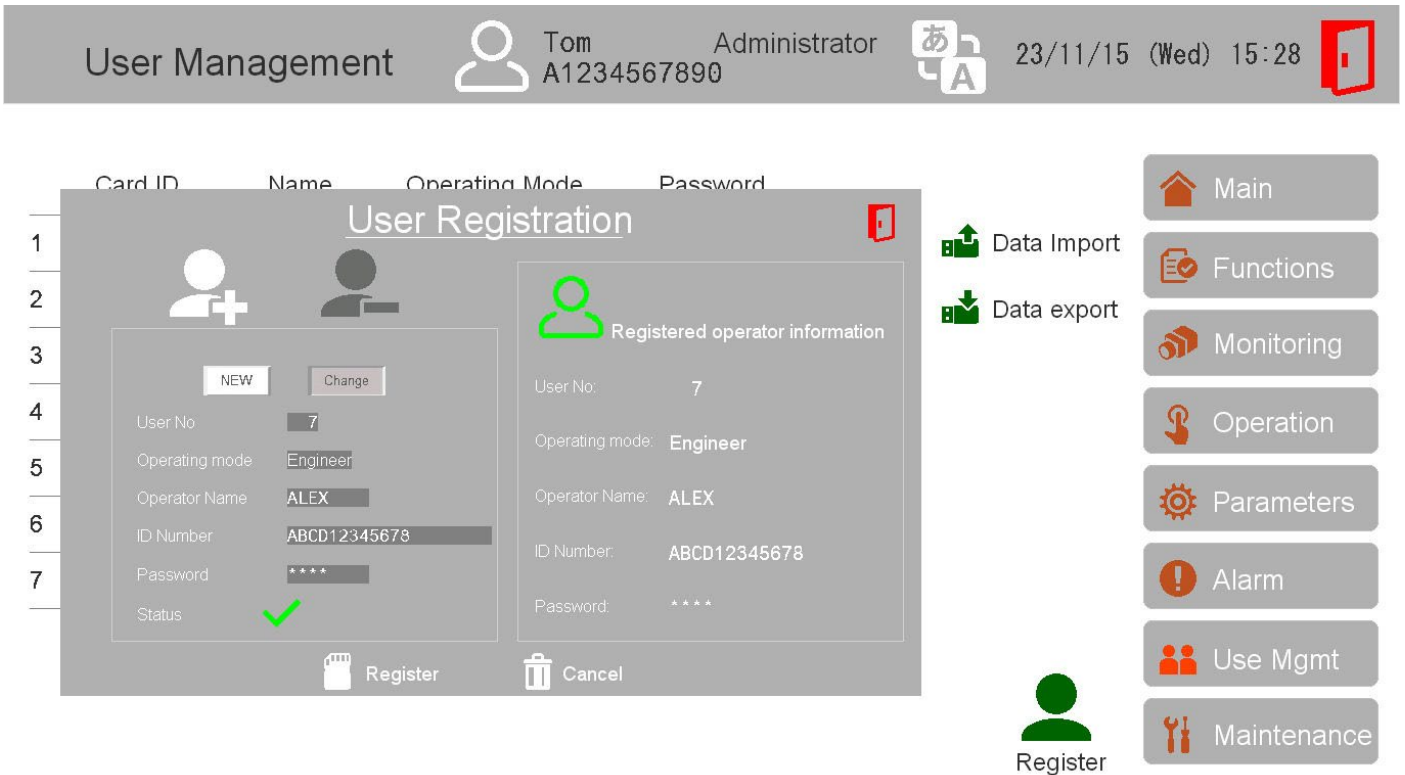 User Management
Tom Administrator
A1234567890
あ
A
23/11/15 (Wed) 15:28
Card ID Name Operating Mode Password
1
2
3
4
5
6
7
User Registration
NEW Change
User No 7
Operating mode Engineer
Operator Name ALEX
ID Number ABCD12345678
Password ****
Status
Registered operator information
User No: 7
Operating mode: Engineer
Operator Name: ALEX
ID Number: ABCD12345678
Password: ****
Register Cancel
Data Import
Data export
Register
Main
Functions
Monitoring
Operation
Parameters
Alarm
Use Mgmt
Maintenance